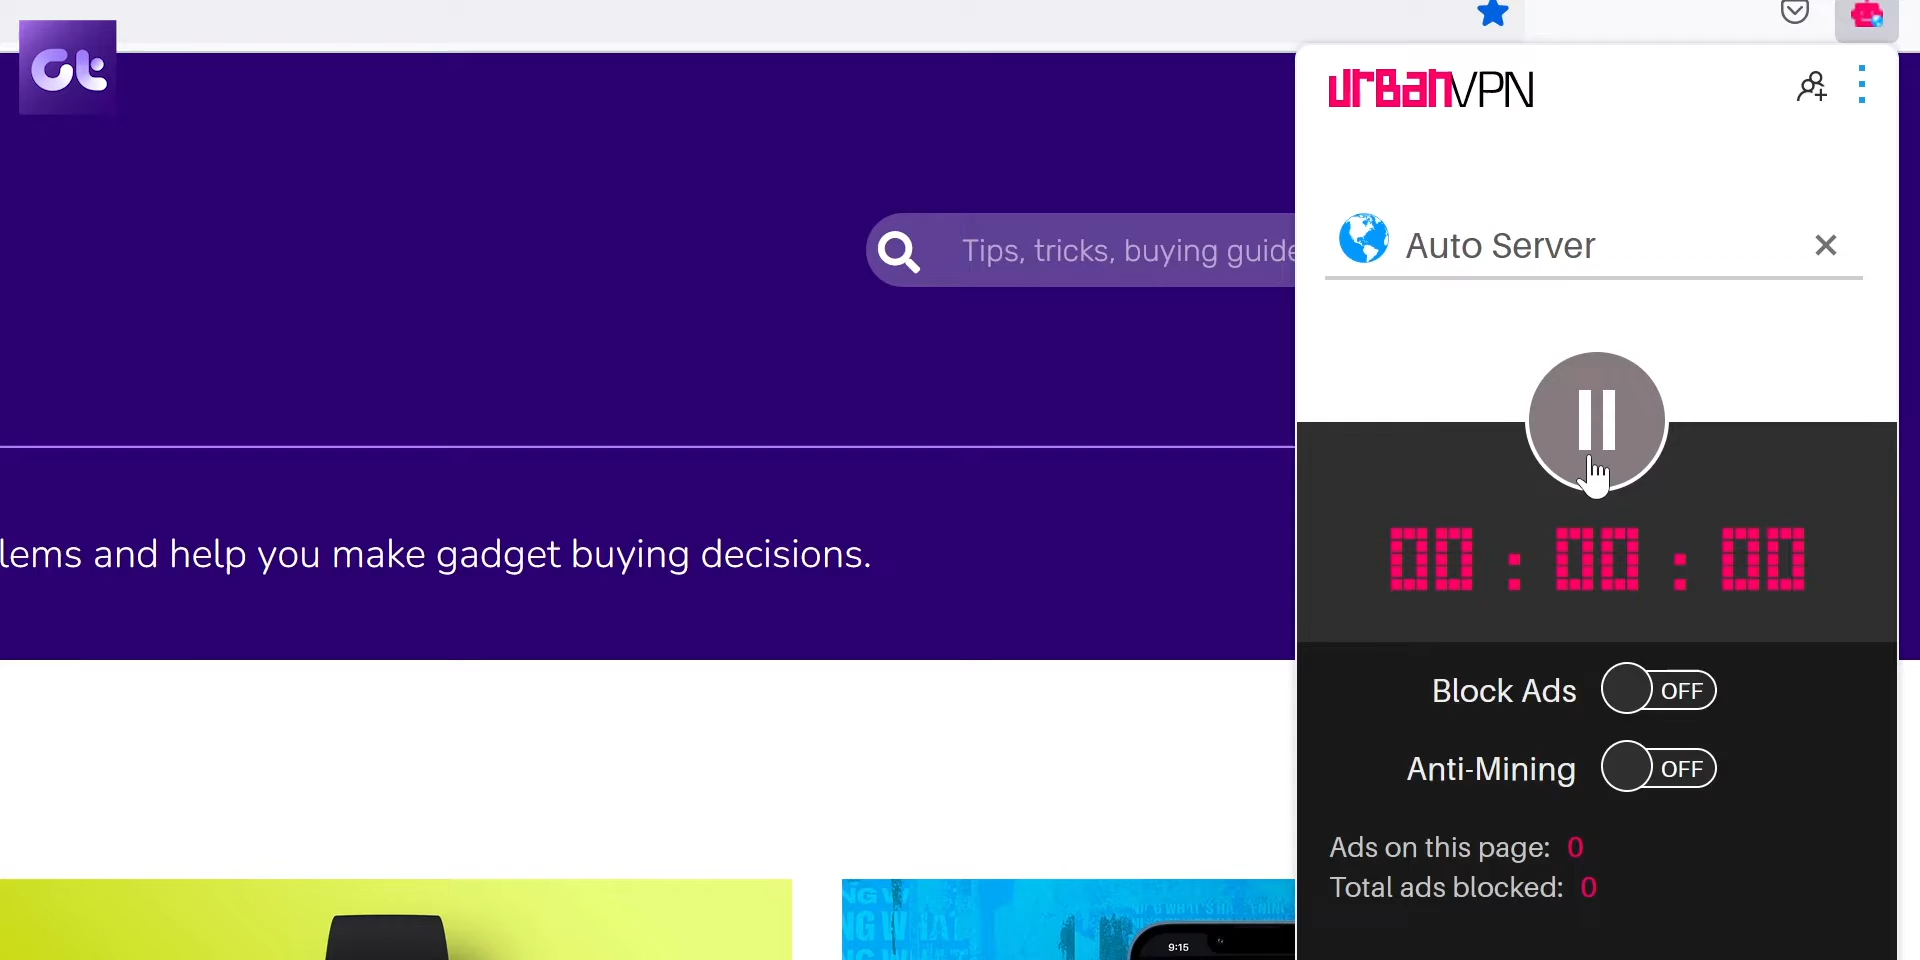 Gt
urbanVPN
Tips, tricks, buying guide
Auto Server
lems and help you make gadget buying decisions.
00 : 00 : 00
Block Ads OFF
Anti-Mining OFF
Ads on this page: 0
Total ads blocked: 0
9:15